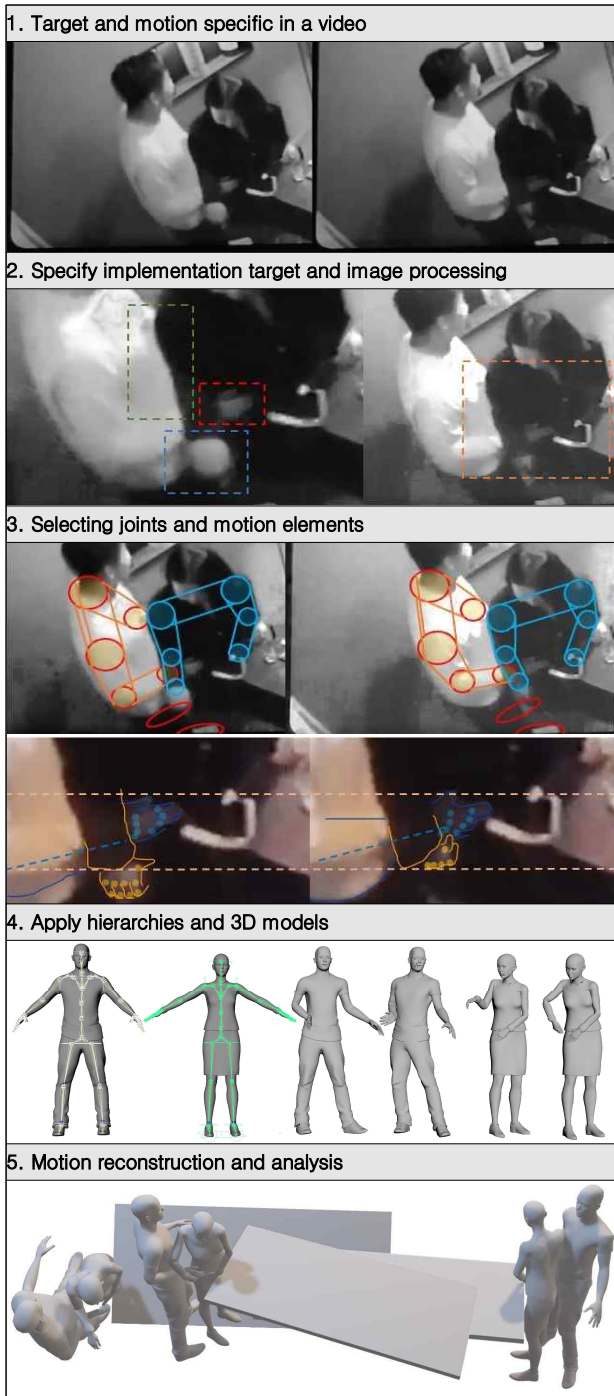 1. Target and motion specific in a video
2. Specify implementation target and image processing
3. Selecting joints and motion elements
4. Apply hierarchies and 3D models
5. Motion reconstruction and analysis